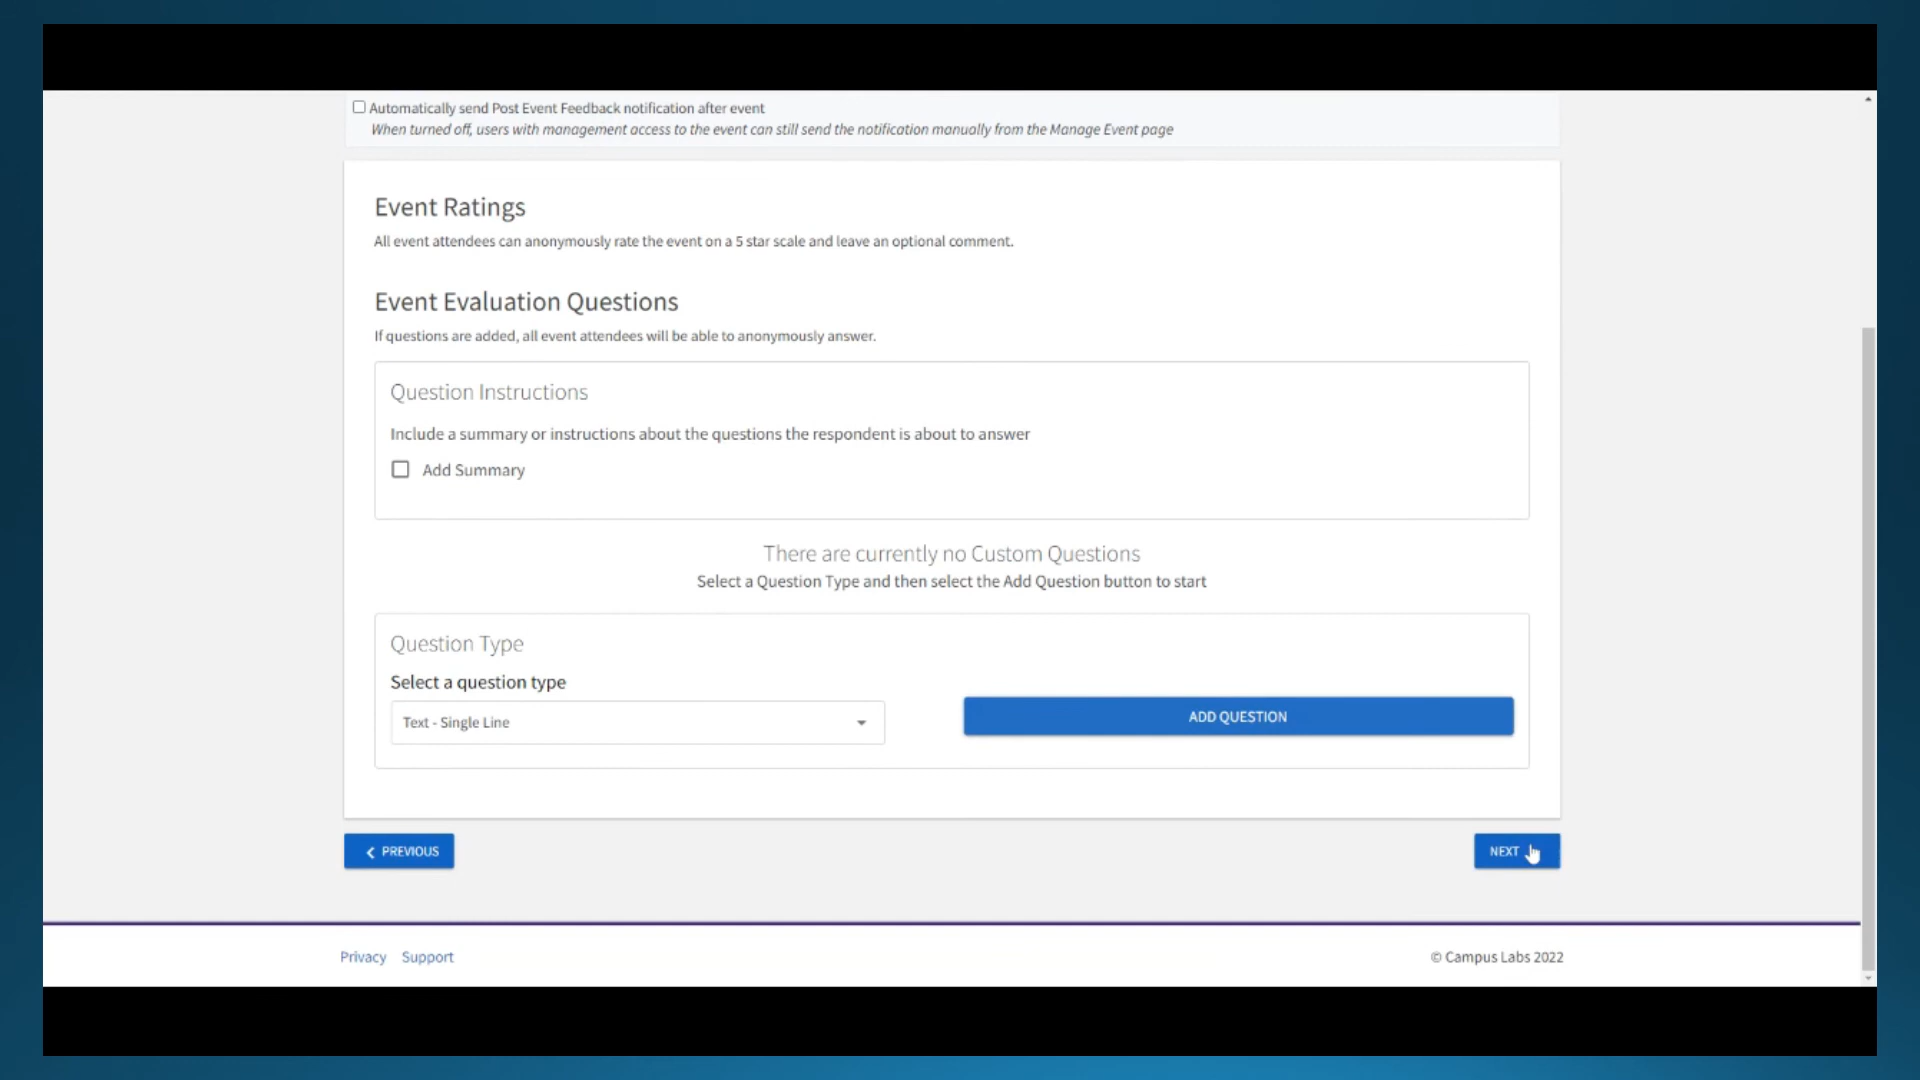 Automatically send Post Event Feedback notification after event
When turned off, users with management access to the event can still send the notification manually from the Manage Event page
Event Ratings
All event attendees can anonymously rate the event on a 5 star scale and leave an optional comment.
Event Evaluation Questions
If questions are added, all event attendees will be able to anonymously answer.
Question Instructions
Include a summary or instructions about the questions the respondent is about to answer
Add Summary
There are currently no Custom Questions
Select a Question Type and then select the Add Question button to start
Question Type
Select a question type
Text - Single Line
ADD QUESTION
PREVIOUS
NEXT
Privacy Support
© Campus Labs 2022